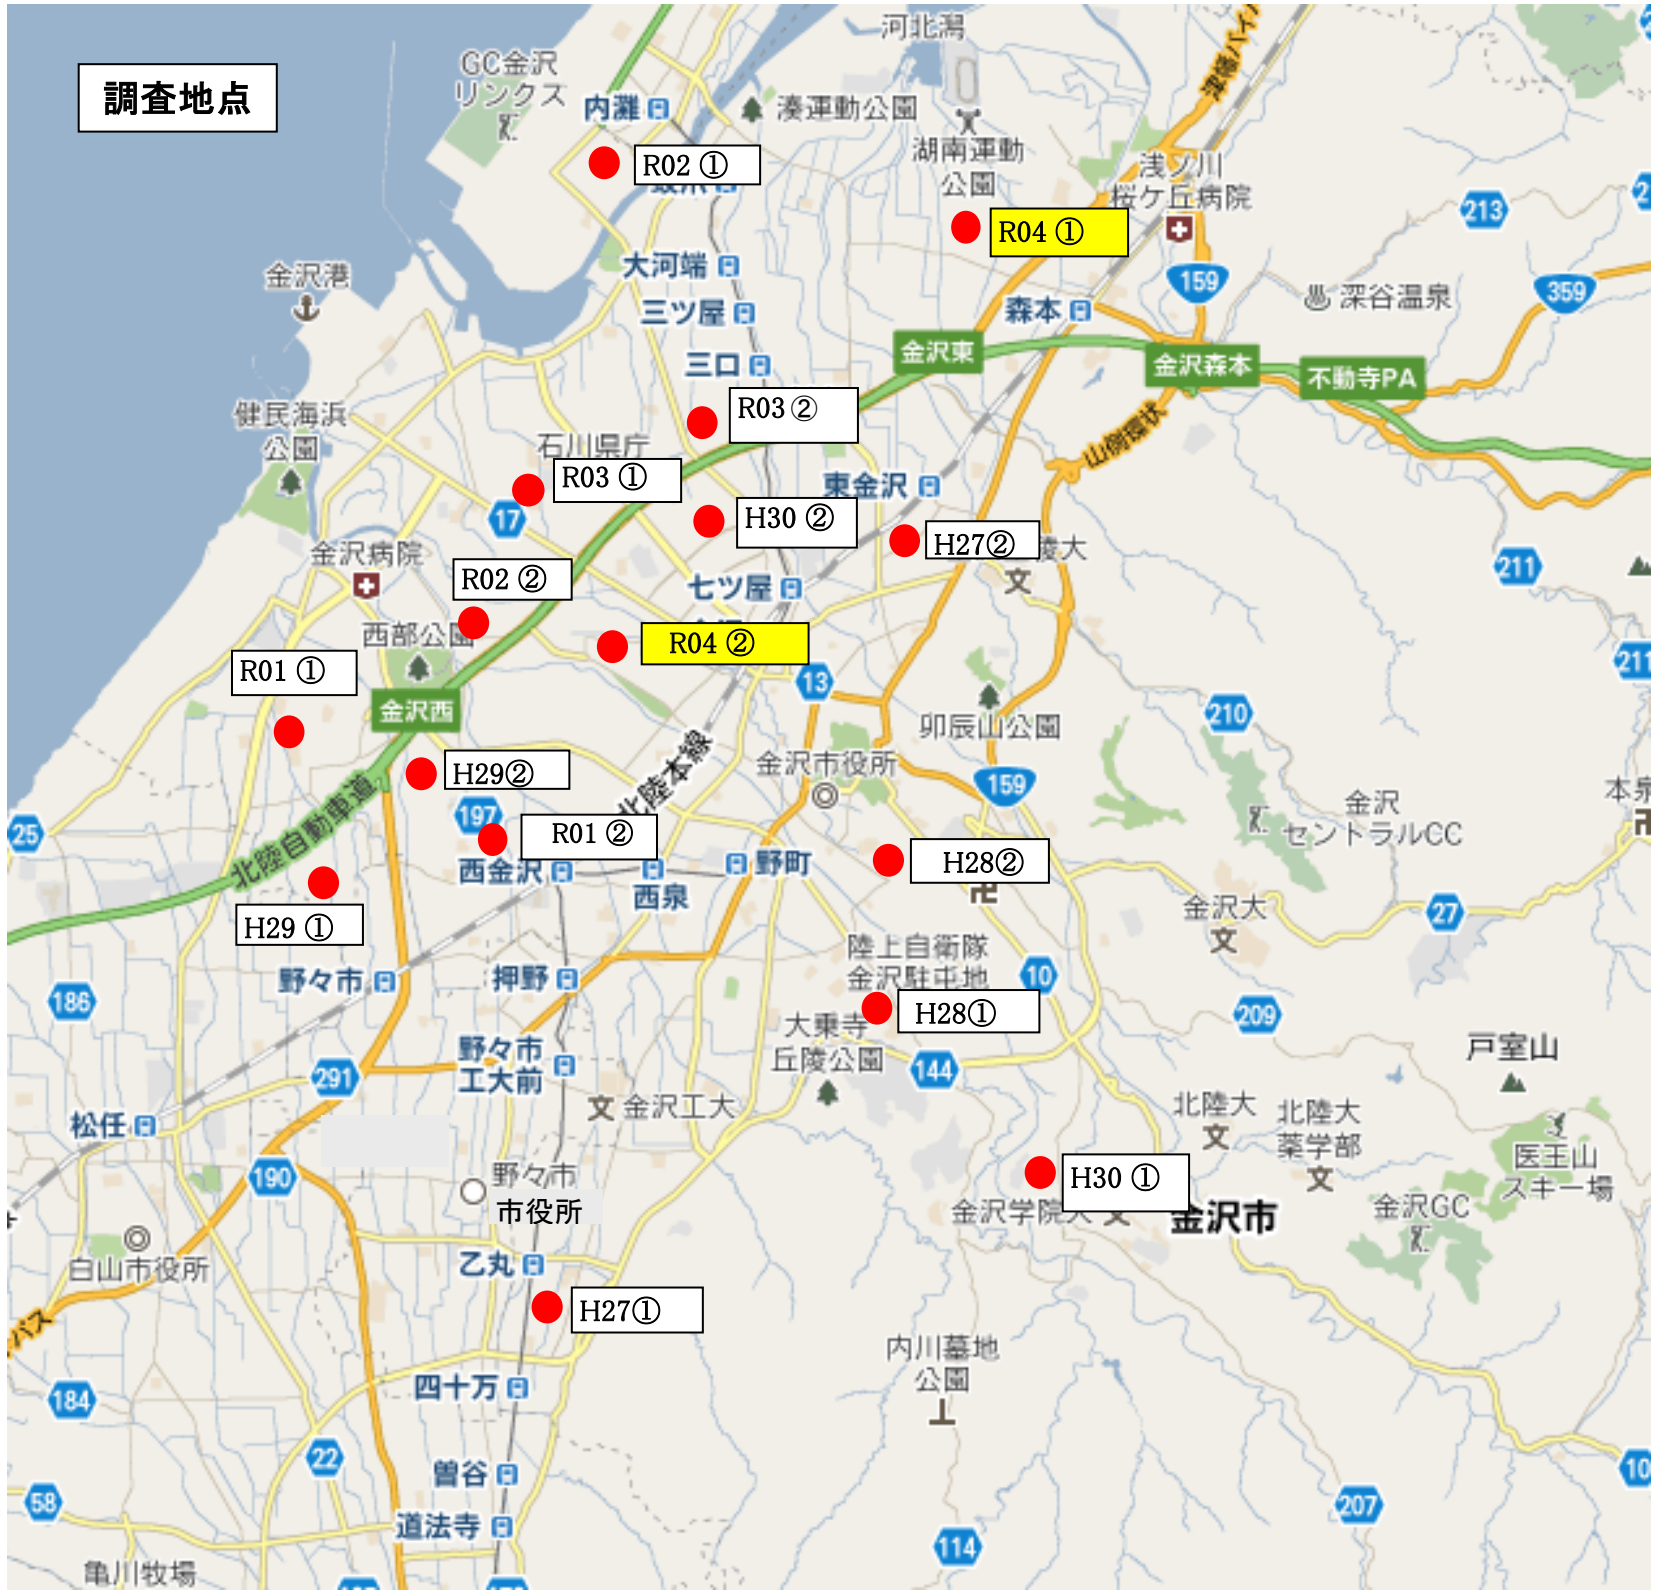 河北潟
津幡バイパ
GC金沢
リンクス
調査地点
内灘
湊運動公園
湖南運動
公園
浅ノ川
桜ケ丘病院
R02 ①
213
R04 ①
大河端
金沢港
159
359
三ツ屋
森本
深谷温泉
三口
金沢東
金沢森本
不動寺PA
健民海浜
公園
R03 ②
山側環状
石川県庁
R03 ①
東金沢
17
H30 ②
H27②
陵大
金沢病院
R02 ②
七ツ屋
211
西部公園
R04 ②
R01 ①
211
13
金沢西
210
卯辰山公園
北陸本線
金沢市役所
H29②
159
北陸自動車道
197
本泉
金沢
セントラルCC
25
R01 ②
西金沢
西泉
野町
H28②
H29 ①
金沢大
27
陸上自衛隊
金沢駐屯地
野々市
押野
10
186
H28①
209
大乗寺
丘陵公園
野々市
工大前
戸室山
291
144
金沢工大
松任
北陸大
北陸大
薬学部
医王山
スキー場
190
野々市
市役所
H30 ①
金沢学院大
金沢市
金沢GC
白山市役所
乙丸
H27①
パス
内川墓地
公園
四十万
184
22
曽谷
10
58
207
道法寺
114
亀川牧場